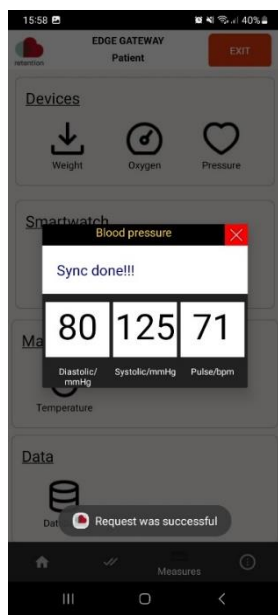 15:58 40%
EDGE GATEWAY
Patient
EXIT
retention
Devices
Weight Oxygen Pressure
Smartwatch
Blood pressure
Sync done!!!
80 125 71
Diastolic/ Systolic/mmHg Pulse/bpm
mmHg
Ma
Temperature
Data
Request was successful
Measures